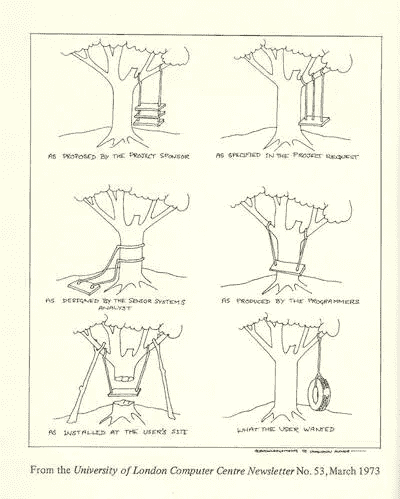 AS PROPOSED BY THE PROJECT SPONSOR
AS SPECIFIED IN THE PROJECT REQUEST
AS DESIGNED BY THE SENIOR SYSTEMS
ANALYST
AS PRODUCED BY THE PROGRAMMERS
AS INSTALLED AT THE USER'S SITE
WHAT THE USER WANTED
From the University of London Computer Centre Newsletter No. 53, March 1973